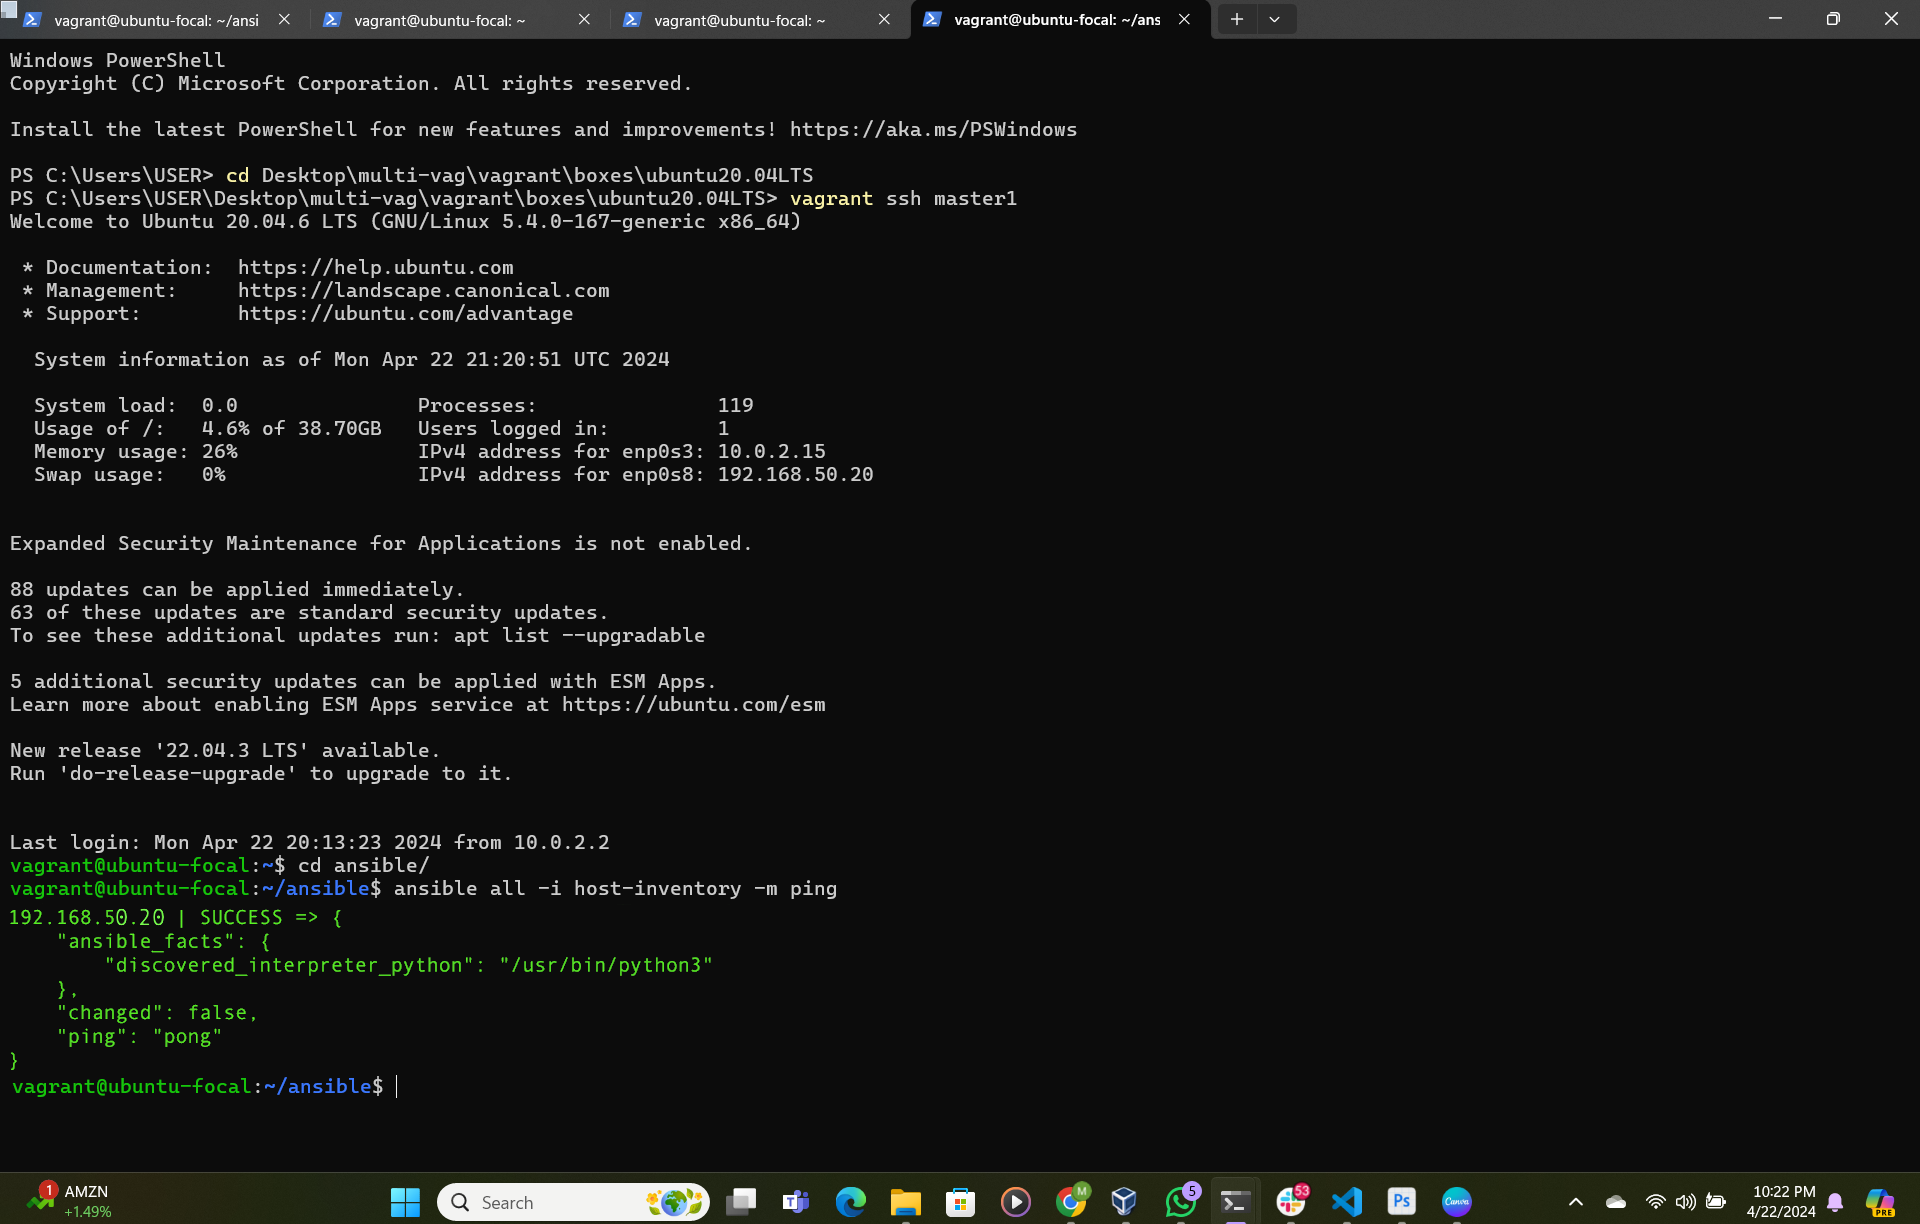 vagrant@ubuntu-focal: ~/ansi
vagrant@ubuntu-focal: ~
vagrant@ubuntu-focal: ~
vagrant@ubuntu-focal: ~/ans
Windows PowerShell
Copyright (C) Microsoft Corporation. All rights reserved.
Install the latest PowerShell for new features and improvements! https://aka.ms/PSWindows
PS C:\Users\USER> cd Desktop\multi-vag\vagrant\boxes\ubuntu20.04LTS
PS C:\Users\USER\Desktop\multi-vag\vagrant\boxes\ubuntu20.04LTS> vagrant ssh master1
Welcome to Ubuntu 20.04.6 LTS (GNU/Linux 5.4.0-167-generic x86_64)
* Documentation:  https://help.ubuntu.com
* Management:     https://landscape.canonical.com
* Support:        https://ubuntu.com/advantage
System information as of Mon Apr 22 21:20:51 UTC 2024
System load:  0.0               Processes:               119
Usage of /:   4.6% of 38.70GB   Users logged in:         1
Memory usage: 26%               IPv4 address for enp0s3: 10.0.2.15
Swap usage:   0%                IPv4 address for enp0s8: 192.168.50.20
Expanded Security Maintenance for Applications is not enabled.
88 updates can be applied immediately.
63 of these updates are standard security updates.
To see these additional updates run: apt list --upgradable
5 additional security updates can be applied with ESM Apps.
Learn more about enabling ESM Apps service at https://ubuntu.com/esm
New release '22.04.3 LTS' available.
Run 'do-release-upgrade' to upgrade to it.
Last login: Mon Apr 22 20:13:23 2024 from 10.0.2.2
vagrant@ubuntu-focal:~$ cd ansible/
vagrant@ubuntu-focal:~/ansible$ ansible all -i host-inventory -m ping
192.168.50.20 | SUCCESS => {
"ansible_facts": {
"discovered_interpreter_python": "/usr/bin/python3"
},
"changed": false,
"ping": "pong"
}
vagrant@ubuntu-focal:~/ansible$
1
AMZN
+1.49%
Search
T
M
5
53
Ps
Canva
10:22 PM
4/22/2024
PRE